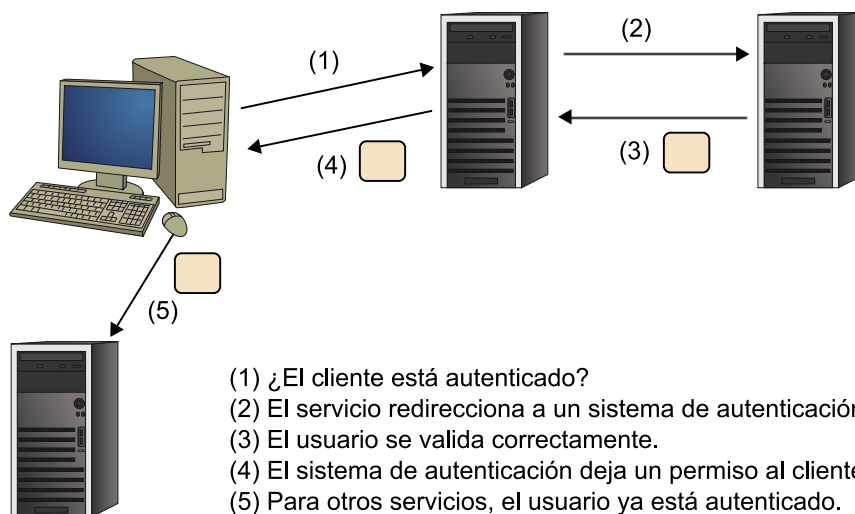 (1)
(2)
(3)
(4)
(5)
(1) ¿El cliente está autenticado?
(2) El servicio redirecciona a un sistema de autenticación
(3) El usuario se valida correctamente.
(4) El sistema de autenticación deja un permiso al cliente
(5) Para otros servicios, el usuario ya está autenticado.